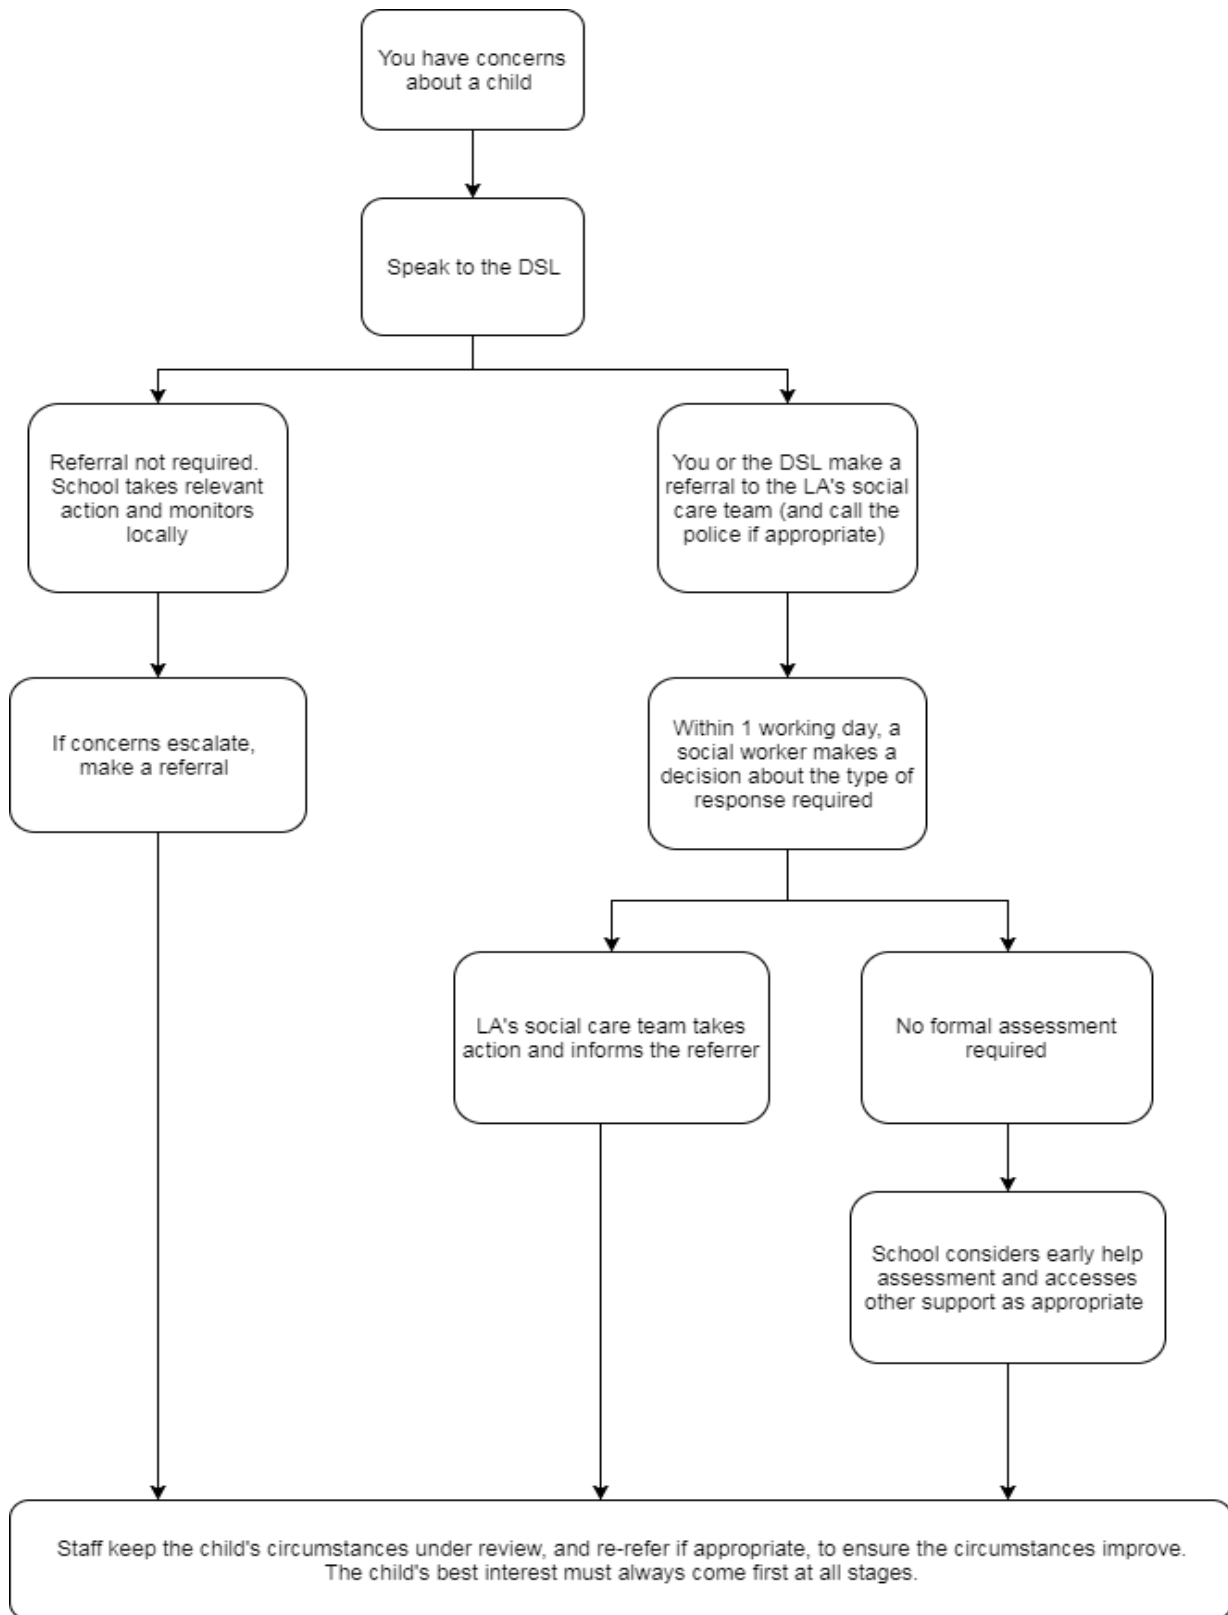 You have concerns
about a child
Speak to the DSL
Referral not required.
School takes relevant
action and monitors
locally
You or the DSL make a
referral to the LA's social
care team (and call the
police if appropriate)
If concerns escalate,
make a referral
Within 1 working day, a
social worker makes a
decision about the type of
response required
LA's social care team takes
action and informs the referrer
No formal assessment
required
School considers early help
assessment and accesses
other support as appropriate
Staff keep the child's circumstances under review, and re-refer if appropriate, to ensure the circumstances improve.
The child's best interest must always come first at all stages.